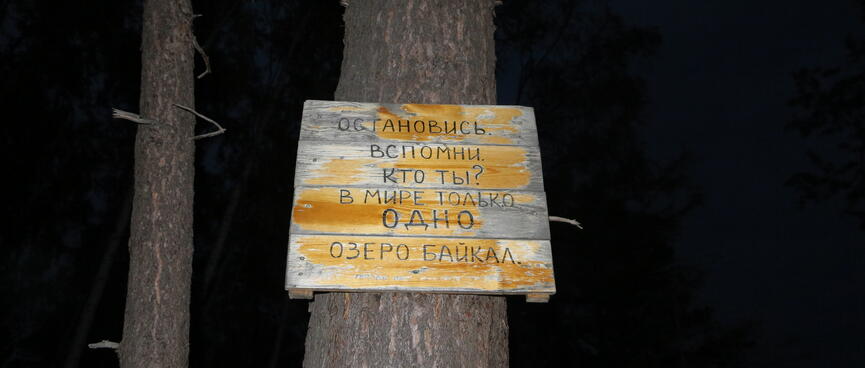 ОСТАНОВИСЬ.
ВСПОМНИ.
КТО ТЫ?
В МИРЕ ТОЛЬКО
ОДНО
ОЗЕРО БАЙКАЛ.